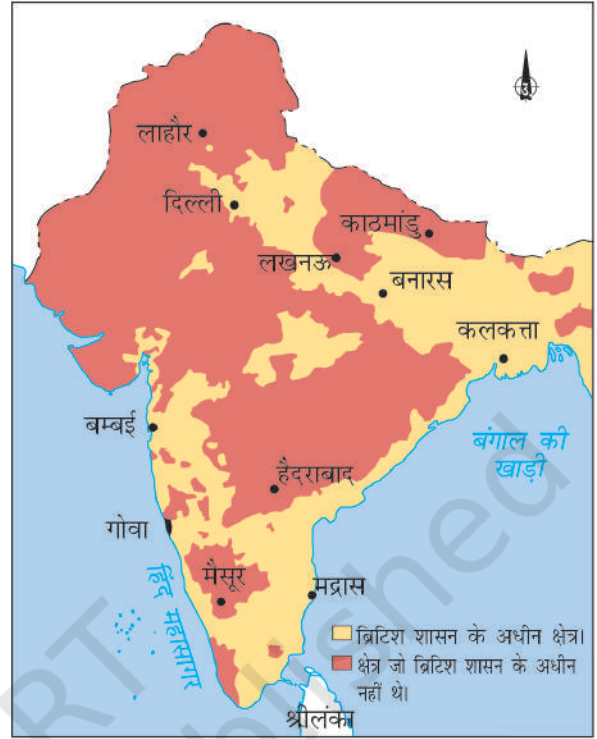 उ
लाहौर
दिल्ली
काठमांडु
लखनऊ
बनारस
कलकत्ता
बम्बई
बंगाल की
खाड़ी
हैदराबाद
गोवा
मैसूर
मद्रास
हिंद महासागर
ब्रिटिश शासन के अधीन क्षेत्र।
क्षेत्र जो ब्रिटिश शासन के अधीन
नहीं थे।
श्रीलंका